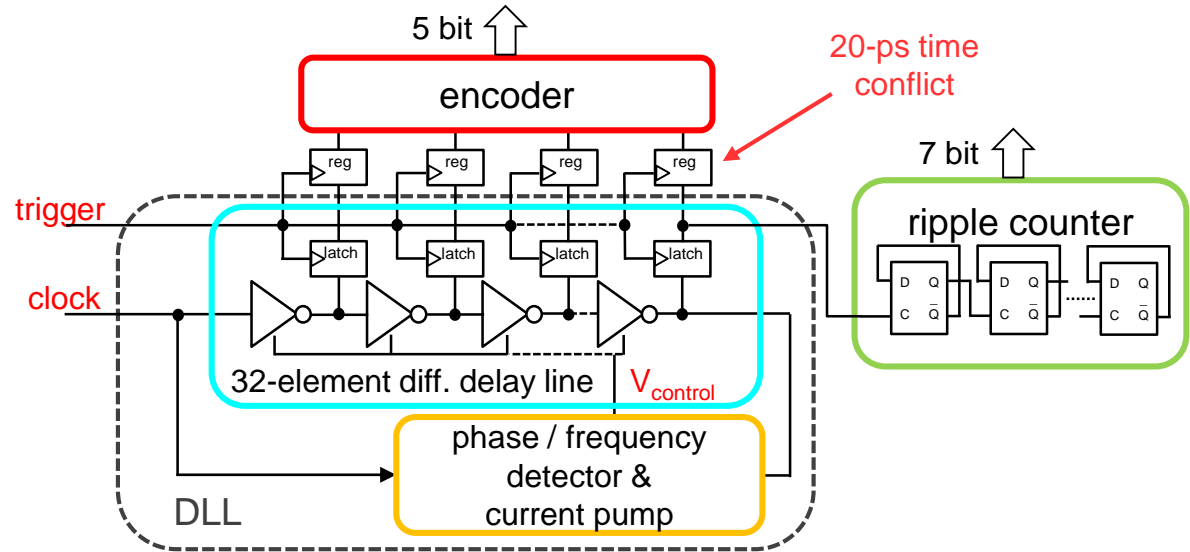 5 bit
20-ps time
conflict
encoder
7 bit
reg reg reg reg
trigger
ripple counter
latch latch latch latch
D Q D Q D Q
clock
C Q̅ C Q̅ ...... C Q̅
32-element diff. delay line
Vcontrol
phase / frequency
detector &
current pump
DLL